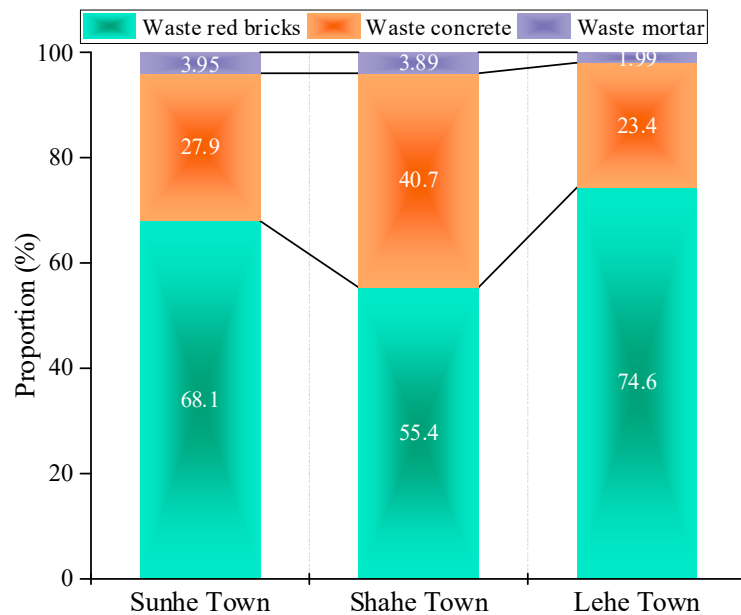 Waste red bricks Waste concrete Waste mortar
100
80
60
40
20
0
Proportion (%)
3.95 3.89 1.99
27.9 40.7 23.4
68.1 55.4 74.6
Sunhe Town Shahe Town Lehe Town